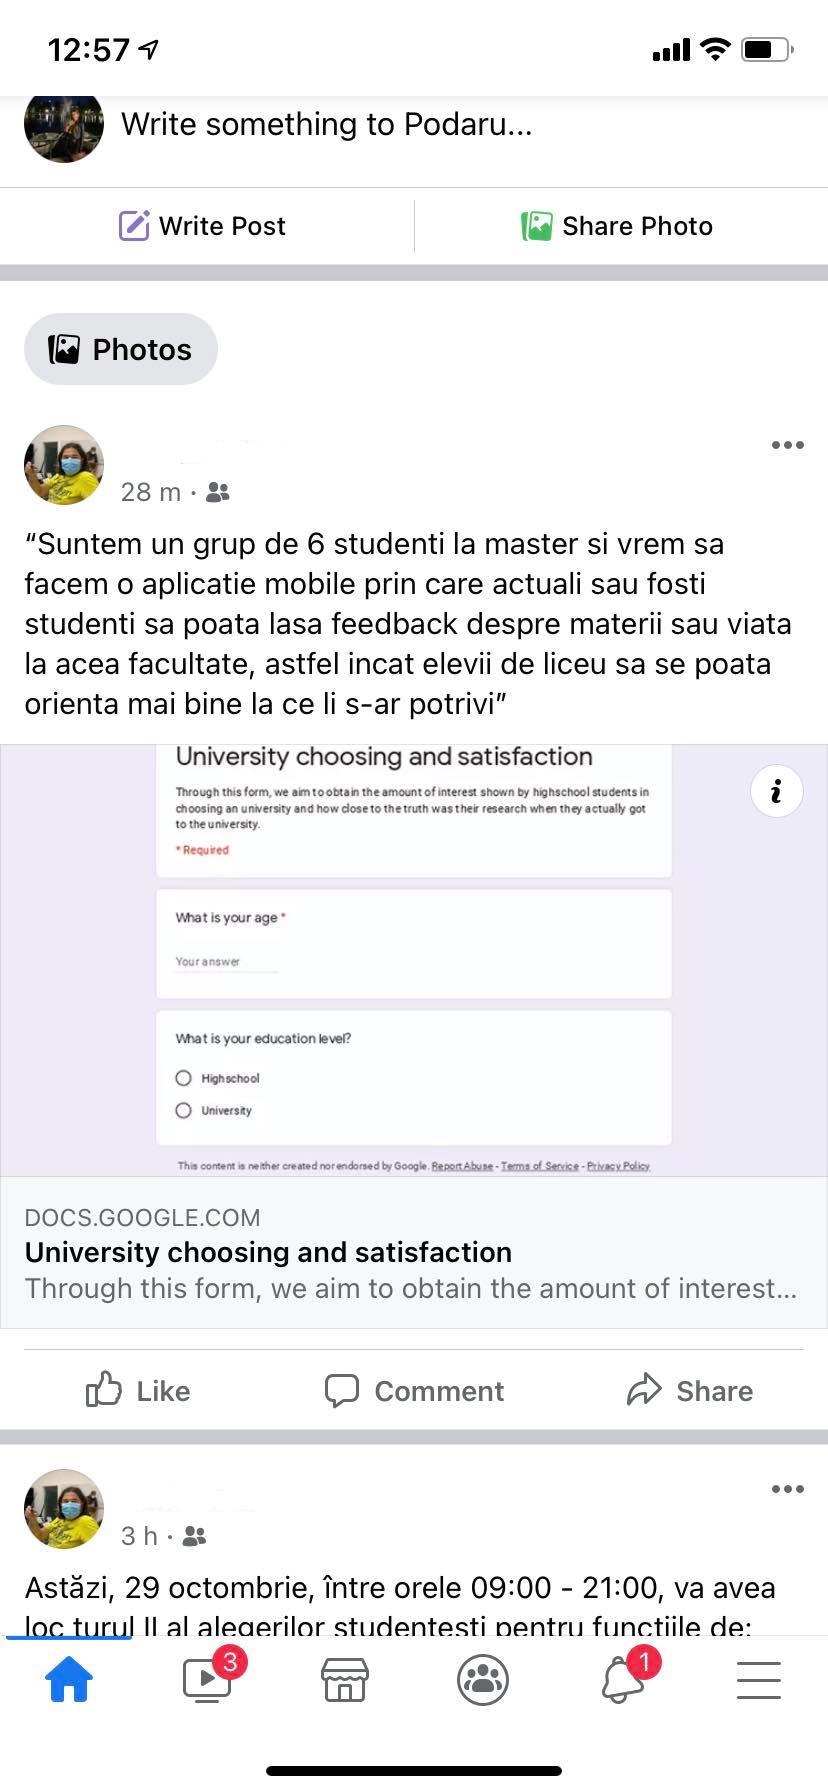 12:57
Write something to Podaru...
Write Post
Share Photo
Photos
28 m ·
“Suntem un grup de 6 studenti la master si vrem sa
facem o aplicatie mobile prin care actuali sau fosti
studenti sa poata lasa feedback despre materii sau viata
la acea facultate, astfel incat elevii de liceu sa se poata
orienta mai bine la ce li s-ar potrivi”
University choosing and satisfaction
Through this form, we aim to obtain the amount of interest shown by highschool students in
choosing an university and how close to the truth was their research when they actually got
to the university.
* Required
What is your age *
Your answer
What is your education level?
Highschool
University
This content is neither created nor endorsed by Google. Report Abuse - Terms of Service - Privacy Policy
DOCS.GOOGLE.COM
University choosing and satisfaction
Through this form, we aim to obtain the amount of interest...
Like
Comment
Share
3 h ·
Astăzi, 29 octombrie, între orele 09:00 - 21:00, va avea
loc turul II al alegerilor studențești pentru funcțiile de:
3
1